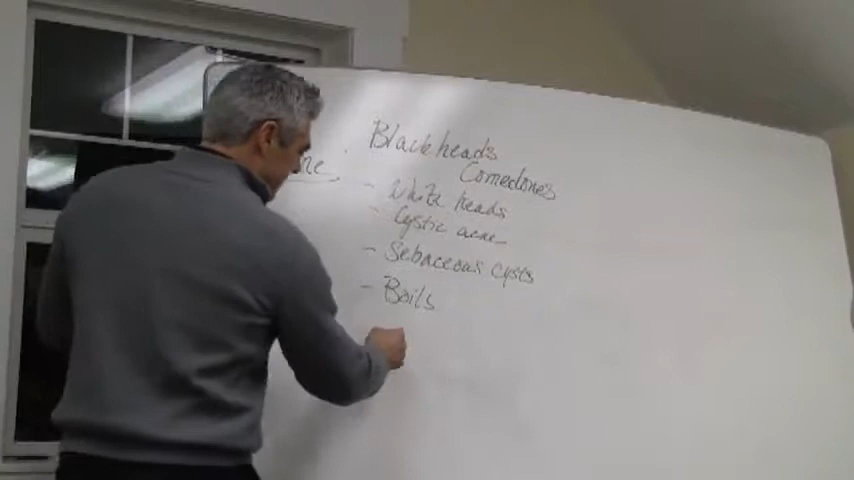 Blackheads
Comedones
- White heads
- Cystic acne
- Sebaceous cysts
- Boils